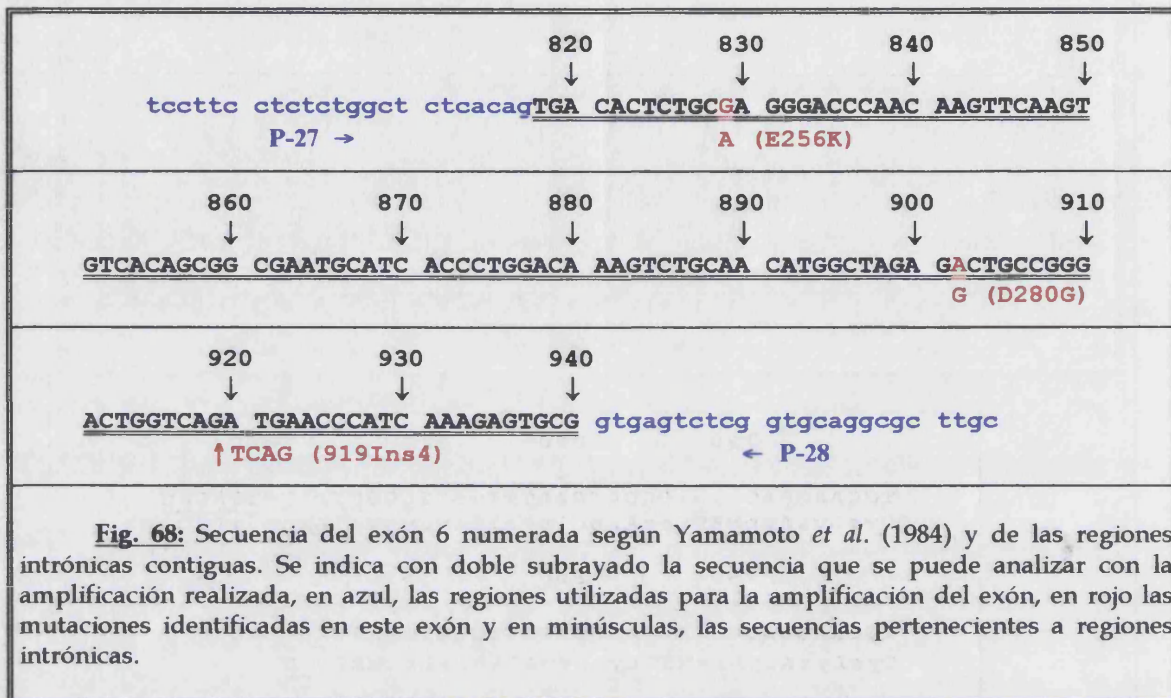 820 830 840 850
↓ ↓ ↓ ↓
tccttc ctctctggct ctcacagTGA CACTCTGCGA GGGACCCAAC AAGTTCAAGT
P-27 → A (E256K)
860 870 880 890 900 910
↓ ↓ ↓ ↓ ↓ ↓
GTCACAGCGG CGAATGCATC ACCCTGGACA AAGTCTGCAA CATGGCTAGA GACTGCCGGG
G (D280G)
920 930 940
↓ ↓ ↓
ACTGGTCAGA TGAACCCATC AAAGAGTGCG gtgagtctcg gtgcaggcgc ttgc
↑TCAG (919Ins4) ← P-28
Fig. 68: Secuencia del exón 6 numerada según Yamamoto et al. (1984) y de las regiones
intrónicas contiguas. Se indica con doble subrayado la secuencia que se puede analizar con la
amplificación realizada, en azul, las regiones utilizadas para la amplificación del exón, en rojo las
mutaciones identificadas en este exón y en minúsculas, las secuencias pertenecientes a regiones
intrónicas.